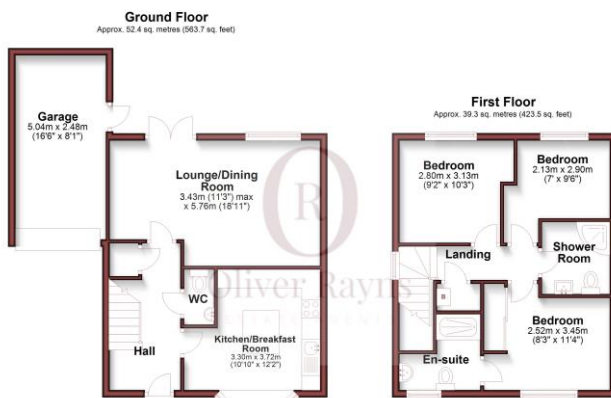 Ground Floor
Approx. 52.4 sq. metres (563.7 sq. feet)
Garage
5.04m x 2.48m
(16'6" x 8'1")
Lounge/Dining
Room
3.43m (11'3") max
x 5.76m (18'11")
WC
Hall
Kitchen/Breakfast
Room
3.30m x 3.72m
(10'10" x 12'2")
First Floor
Approx. 39.3 sq. metres (423.5 sq. feet)
Bedroom
2.80m x 3.13m
(9'2" x 10'3")
Bedroom
2.13m x 2.90m
(7' x 9'6")
Landing
Shower
Room
Bedroom
2.52m x 3.45m
(8'3" x 11'4")
En-suite
R
Oliver Rayns